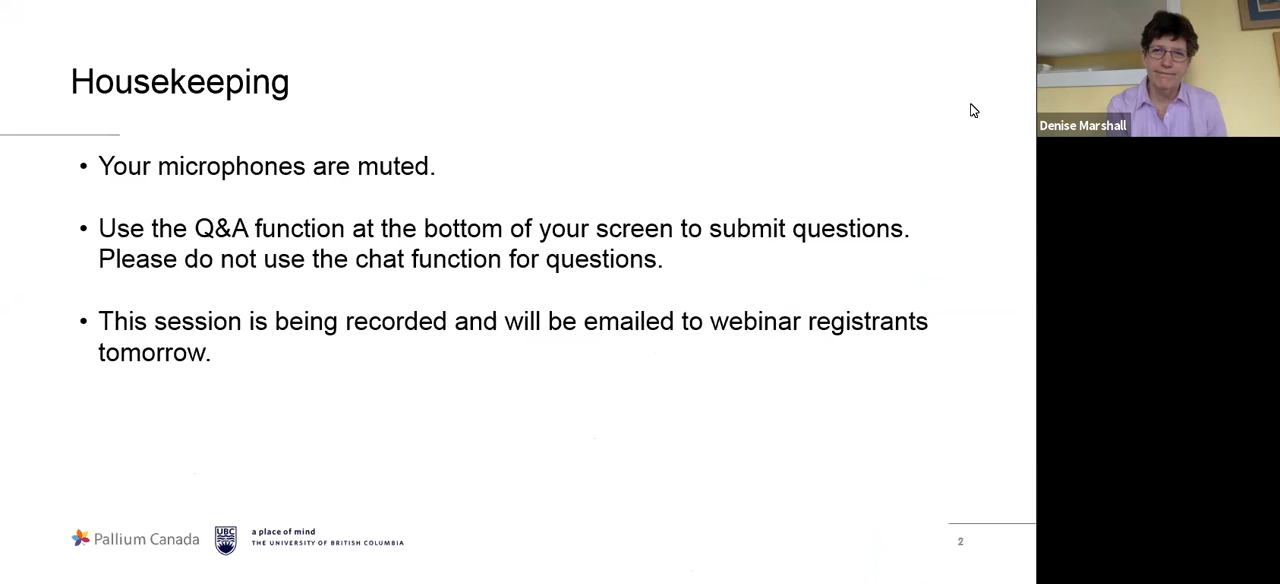 Housekeeping
Denise Marshall
• Your microphones are muted.
• Use the Q&A function at the bottom of your screen to submit questions.
Please do not use the chat function for questions.
• This session is being recorded and will be emailed to webinar registrants
tomorrow.
Pallium Canada
UBC
a place of mind
THE UNIVERSITY OF BRITISH COLUMBIA
2